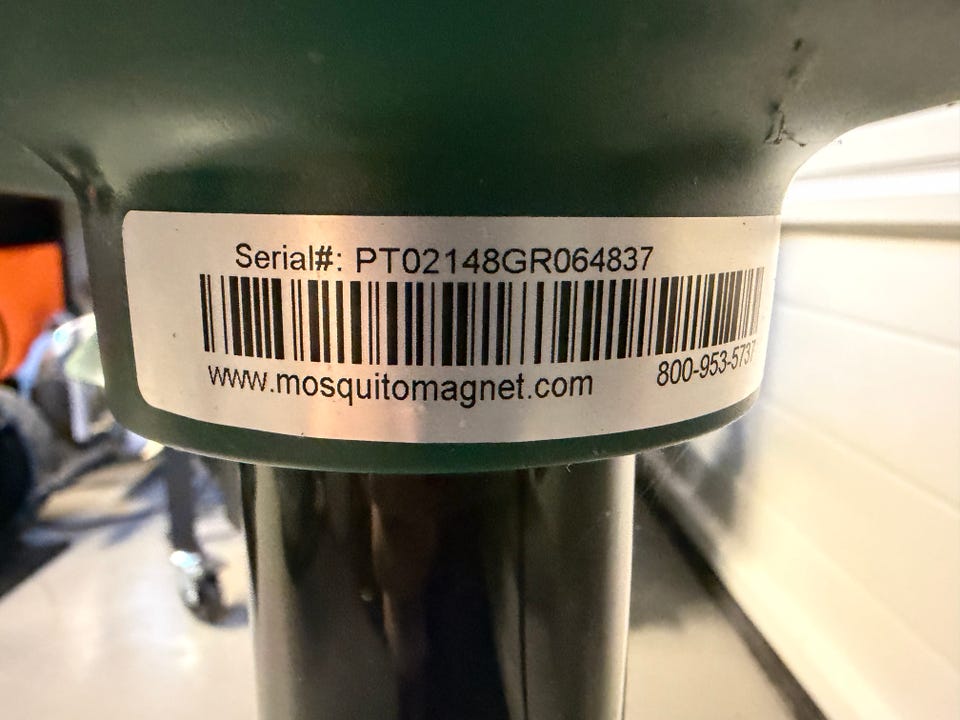 Serial#: PT02148GR064837
www.mosquitomagnet.com
800-953-5737